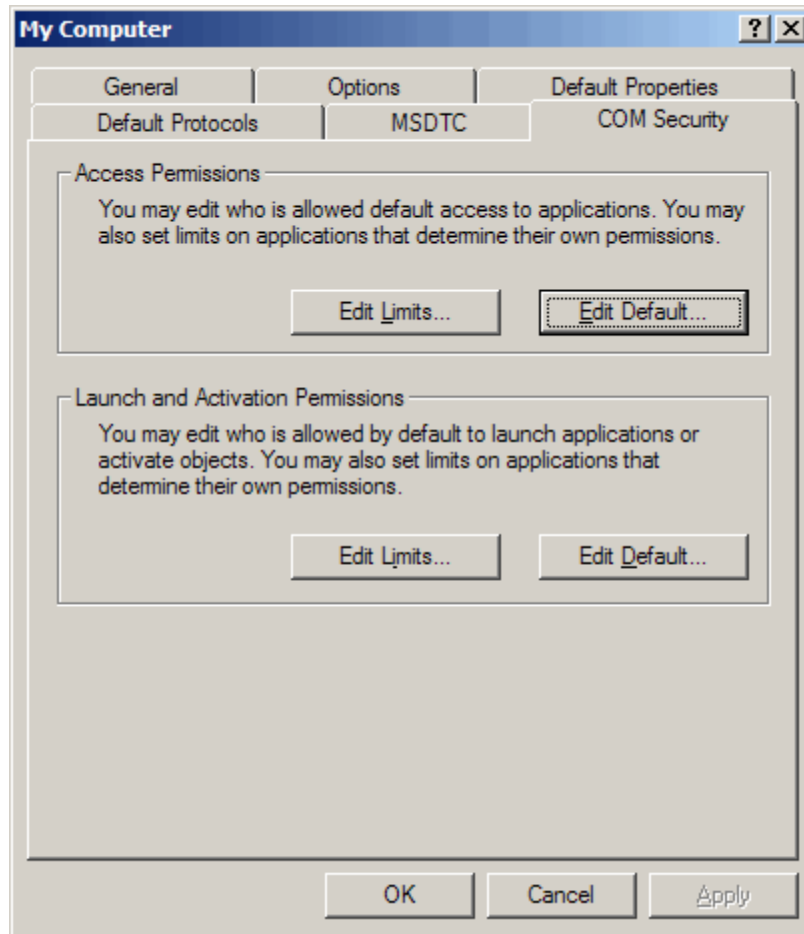 My Computer
General Options Default Properties
Default Protocols MSDTC COM Security
Access Permissions
You may edit who is allowed default access to applications. You may
also set limits on applications that determine their own permissions.
Edit Limits... Edit Default...
Launch and Activation Permissions
You may edit who is allowed by default to launch applications or
activate objects. You may also set limits on applications that
determine their own permissions.
Edit Limits... Edit Default...
OK Cancel Apply